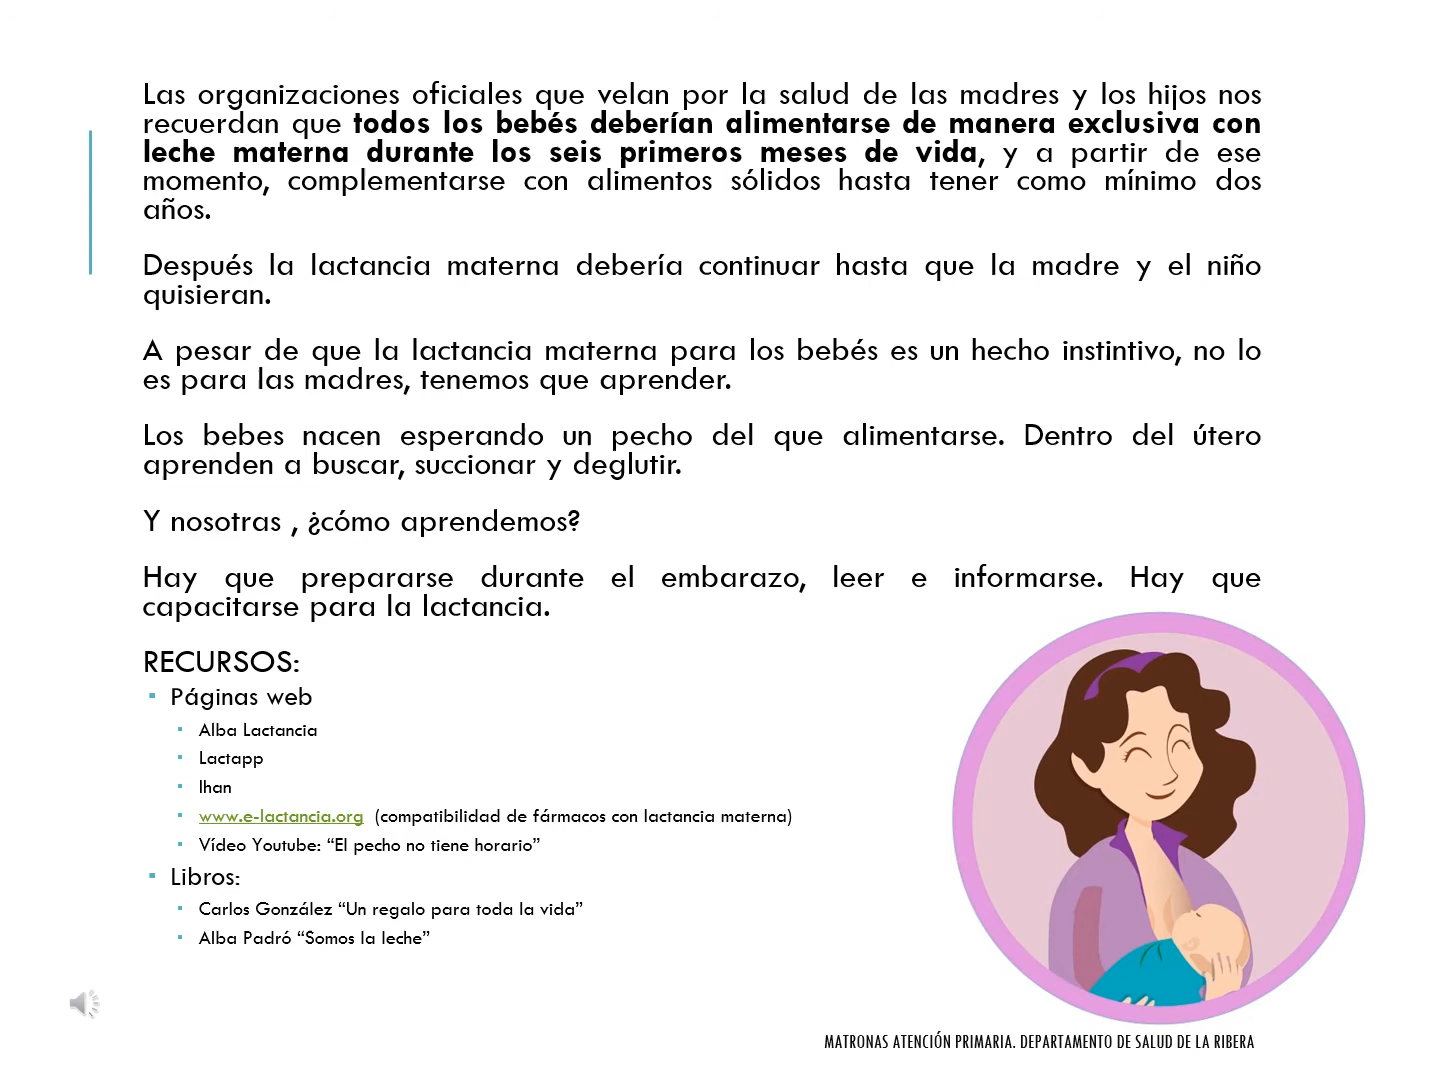 Las organizaciones oficiales que velan por la salud de las madres y los hijos nos
recuerdan que todos los bebés deberían alimentarse de manera exclusiva con
leche materna durante los seis primeros meses de vida, y a partir de ese
momento, complementarse con alimentos sólidos hasta tener como mínimo dos
años.
Después la lactancia materna debería continuar hasta que la madre y el niño
quisieran.
A pesar de que la lactancia materna para los bebés es un hecho instintivo, no lo
es para las madres, tenemos que aprender.
Los bebes nacen esperando un pecho del que alimentarse. Dentro del útero
aprenden a buscar, succionar y deglutir.
Y nosotras , ¿cómo aprendemos?
Hay que prepararse durante el embarazo, leer e informarse. Hay que
capacitarse para la lactancia.
RECURSOS:
Páginas web
Alba Lactancia
Lactapp
Ihan
www.e-lactancia.org (compatibilidad de fármacos con lactancia materna)
Vídeo Youtube: “El pecho no tiene horario”
Libros:
Carlos González “Un regalo para toda la vida”
Alba Padró “Somos la leche”
MATRONAS ATENCIÓN PRIMARIA. DEPARTAMENTO DE SALUD DE LA RIBERA